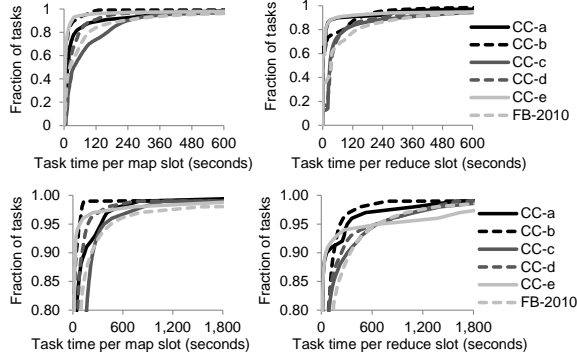 Fraction of tasks
1
0.8
0.6
0.4
0.2
0
0 120 240 360 480 600
Task time per map slot (seconds)
Fraction of tasks
1
0.8
0.6
0.4
0.2
0
0 120 240 360 480 600
Task time per reduce slot (seconds)
CC-a
CC-b
CC-c
CC-d
CC-e
FB-2010
Fraction of tasks
1.00
0.95
0.90
0.85
0.80
0 600 1,200 1,800
Task time per map slot (seconds)
Fraction of tasks
1.00
0.95
0.90
0.85
0.80
0 600 1,200 1,800
Task time per reduce slot (seconds)
CC-a
CC-b
CC-c
CC-d
CC-e
FB-2010